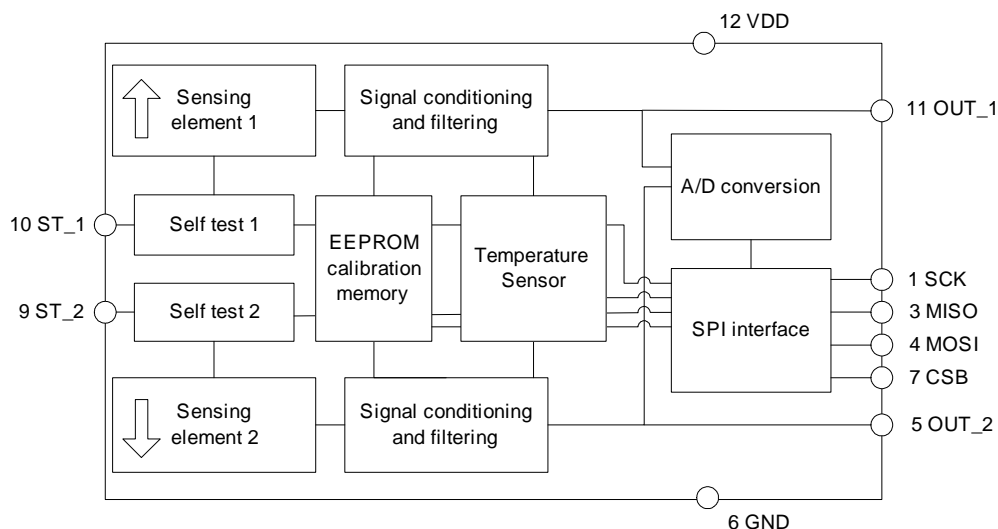 12 VDD
Sensing
element 1
Signal conditioning
and filtering
11 OUT_1
A/D conversion
10 ST_1
Self test 1
EEPROM
calibration
memory
Temperature
Sensor
9 ST_2
Self test 2
SPI interface
1 SCK
3 MISO
4 MOSI
7 CSB
Sensing
element 2
Signal conditioning
and filtering
5 OUT_2
6 GND